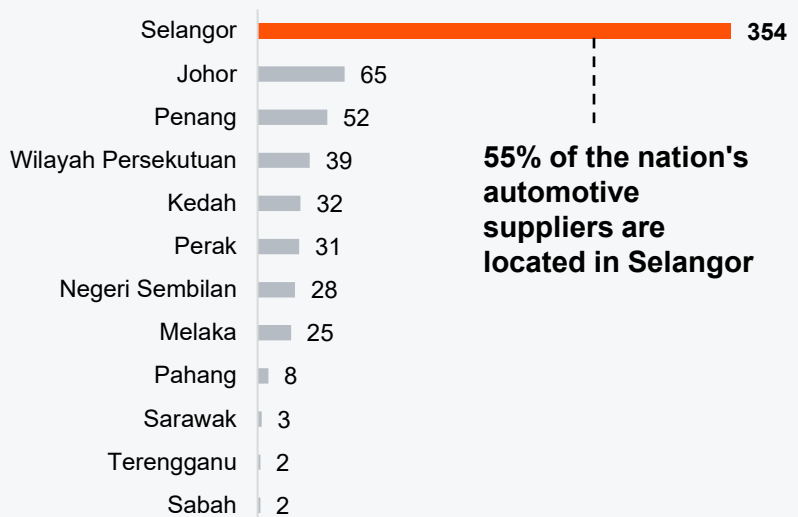 Selangor 354
Johor 65
Penang 52
Wilayah Persekutuan 39
Kedah 32
Perak 31
Negeri Sembilan 28
Melaka 25
Pahang 8
Sarawak 3
Terengganu 2
Sabah 2
55% of the nation's
automotive
suppliers are
located in Selangor